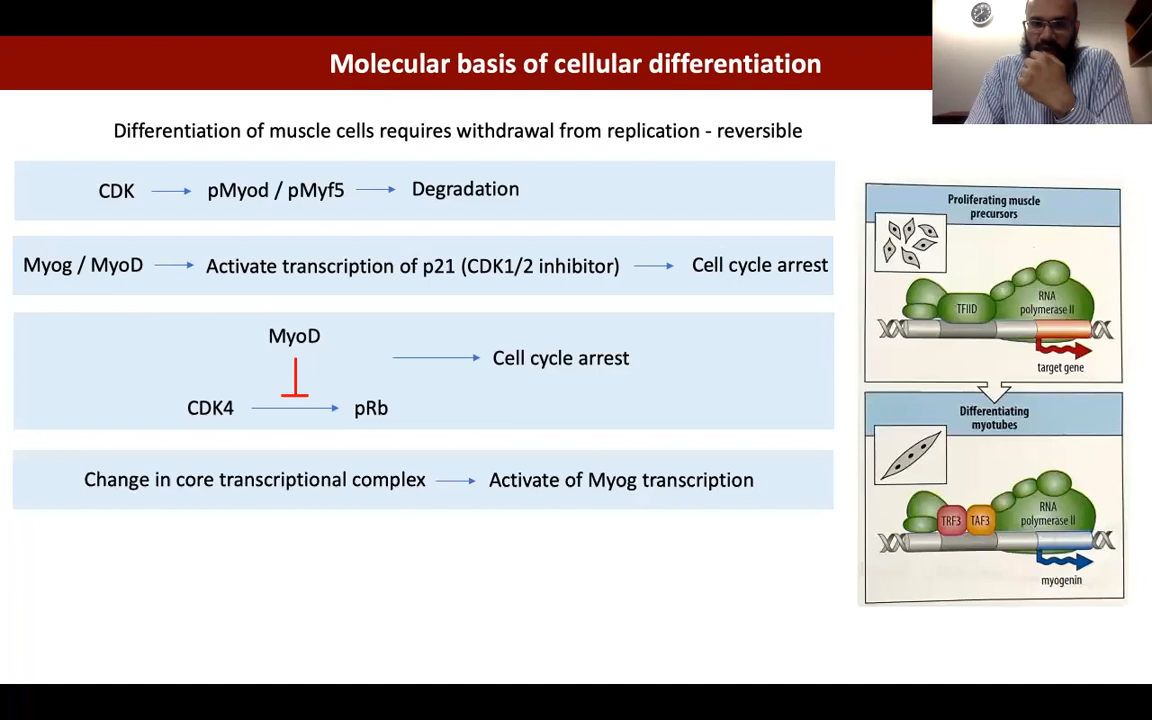 Molecular basis of cellular differentiation
Differentiation of muscle cells requires withdrawal from replication - reversible
CDK pMyod / pMyf5 Degradation
Myog / MyoD Activate transcription of p21 (CDK1/2 inhibitor) Cell cycle arrest
MyoD
Cell cycle arrest
CDK4 pRb
Change in core transcriptional complex Activate of Myog transcription
Proliferating muscle
precursors
TFIID
RNA
polymerase II
target gene
Differentiating
myotubes
TRF3 TAF3
RNA
polymerase II
myogenin